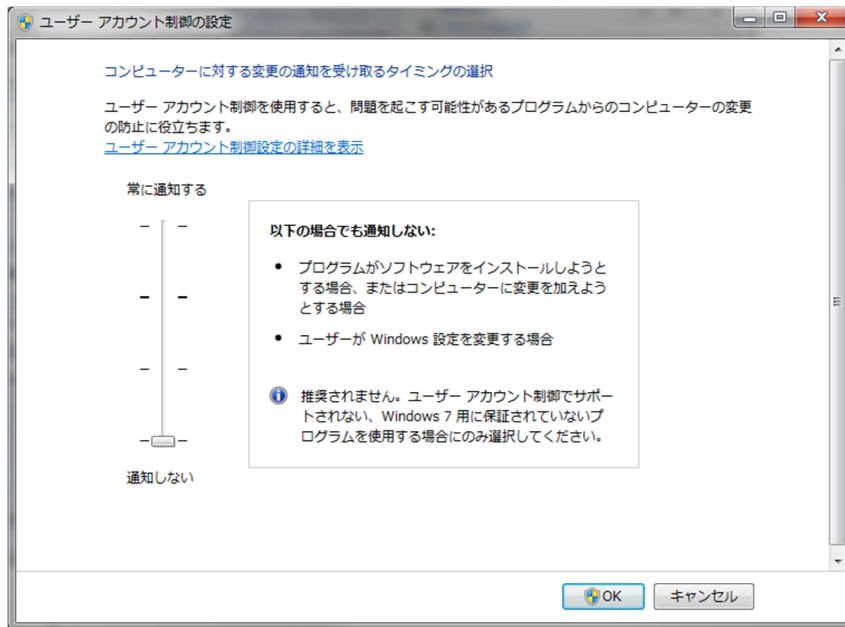 ユーザー アカウント制御の設定
コンピューターに対する変更の通知を受け取るタイミングの選択
ユーザー アカウント制御を使用すると、問題を起こす可能性があるプログラムからのコンピューターの変更
の防止に役立ちます。
ユーザー アカウント制御設定の詳細を表示
常に通知する
以下の場合でも通知しない:
• プログラムがソフトウェアをインストールしようと
する場合、またはコンピューターに変更を加えよう
とする場合
• ユーザーが Windows 設定を変更する場合
推奨されません。ユーザー アカウント制御でサポー
トされない、Windows 7 用に保証されていないプ
ログラムを使用する場合にのみ選択してください。
通知しない
OK
キャンセル